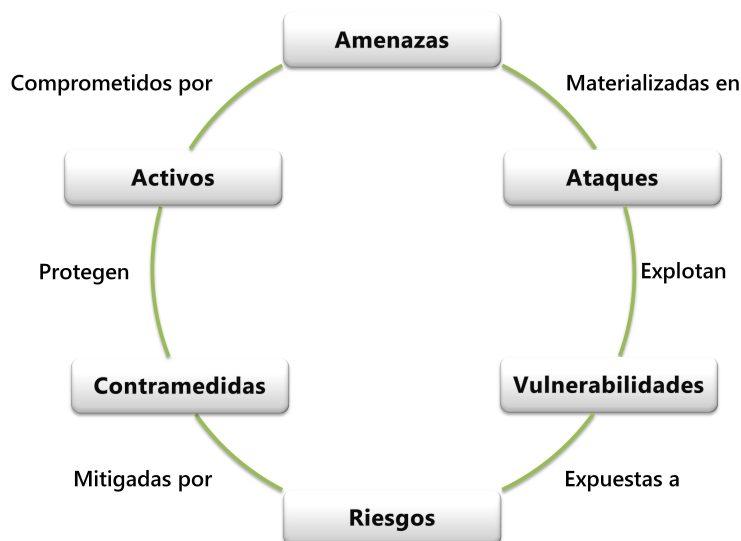 Amenazas
Comprometidos por
Materializadas en
Activos
Ataques
Protegen
Explotan
Contramedidas
Vulnerabilidades
Mitigadas por
Expuestas a
Riesgos